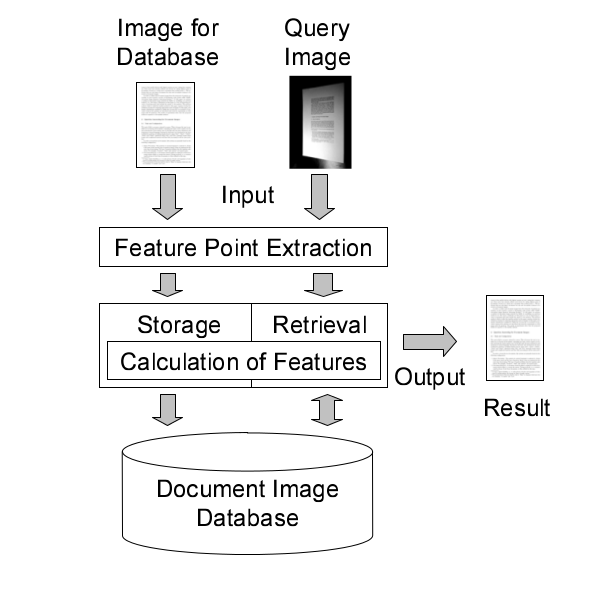 Image for
Database
Query
Image
Input
Feature Point Extraction
Storage
Retrieval
Calculation of Features
Output
Result
Document Image
Database